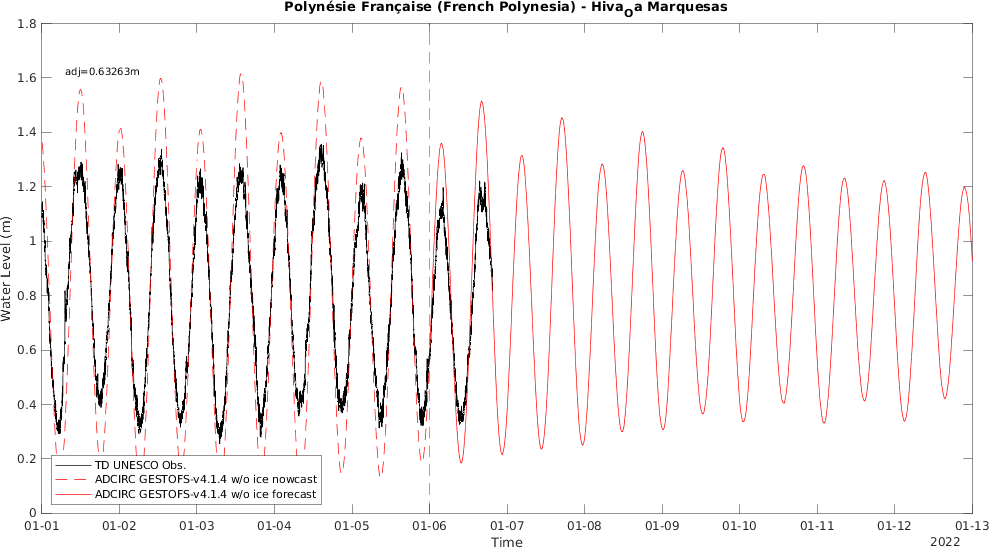 Polynésie Française (French Polynesia) - HivaOa Marquesas
1.8
1.6
1.4
1.2
1
0.8
0.6
0.4
0.2
0
Water Level (m)
adj=0.63263m
TD UNESCO Obs.
ADCIRC GESTOFS-v4.1.4 w/o ice nowcast
ADCIRC GESTOFS-v4.1.4 w/o ice forecast
01-01 01-02 01-03 01-04 01-05 01-06 01-07 01-08 01-09 01-10 01-11 01-12 01-13
Time
2022